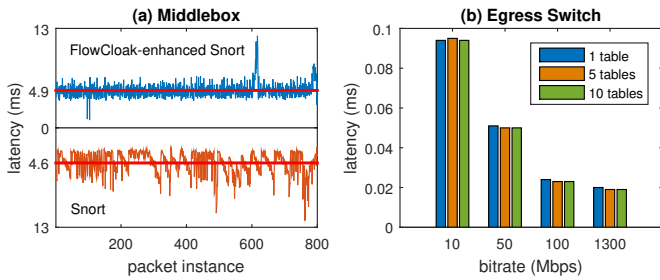 (a) Middlebox
13
FlowCloak-enhanced Snort
4.9
0
4.6
Snort
13
latency (ms)
200 400 600 800
packet instance
(b) Egress Switch
0.1
0.08
0.06
0.04
0.02
0
latency (ms)
1 table
5 tables
10 tables
10 50 100 1300
bitrate (Mbps)